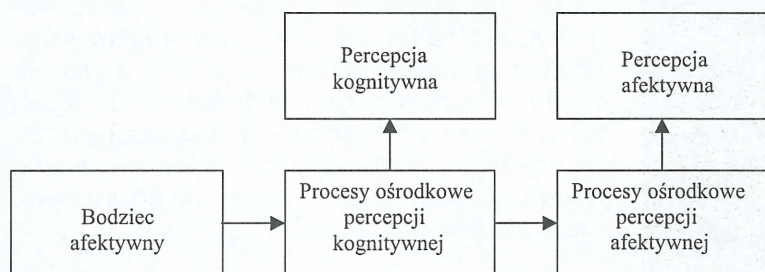 Percepcja
kognitywna
Percepcja
afektywna
Bodziec
afektywny
Procesy ośrodkowe
percepcji
kognitywnej
Procesy ośrodkowe
percepcji
afektywnej